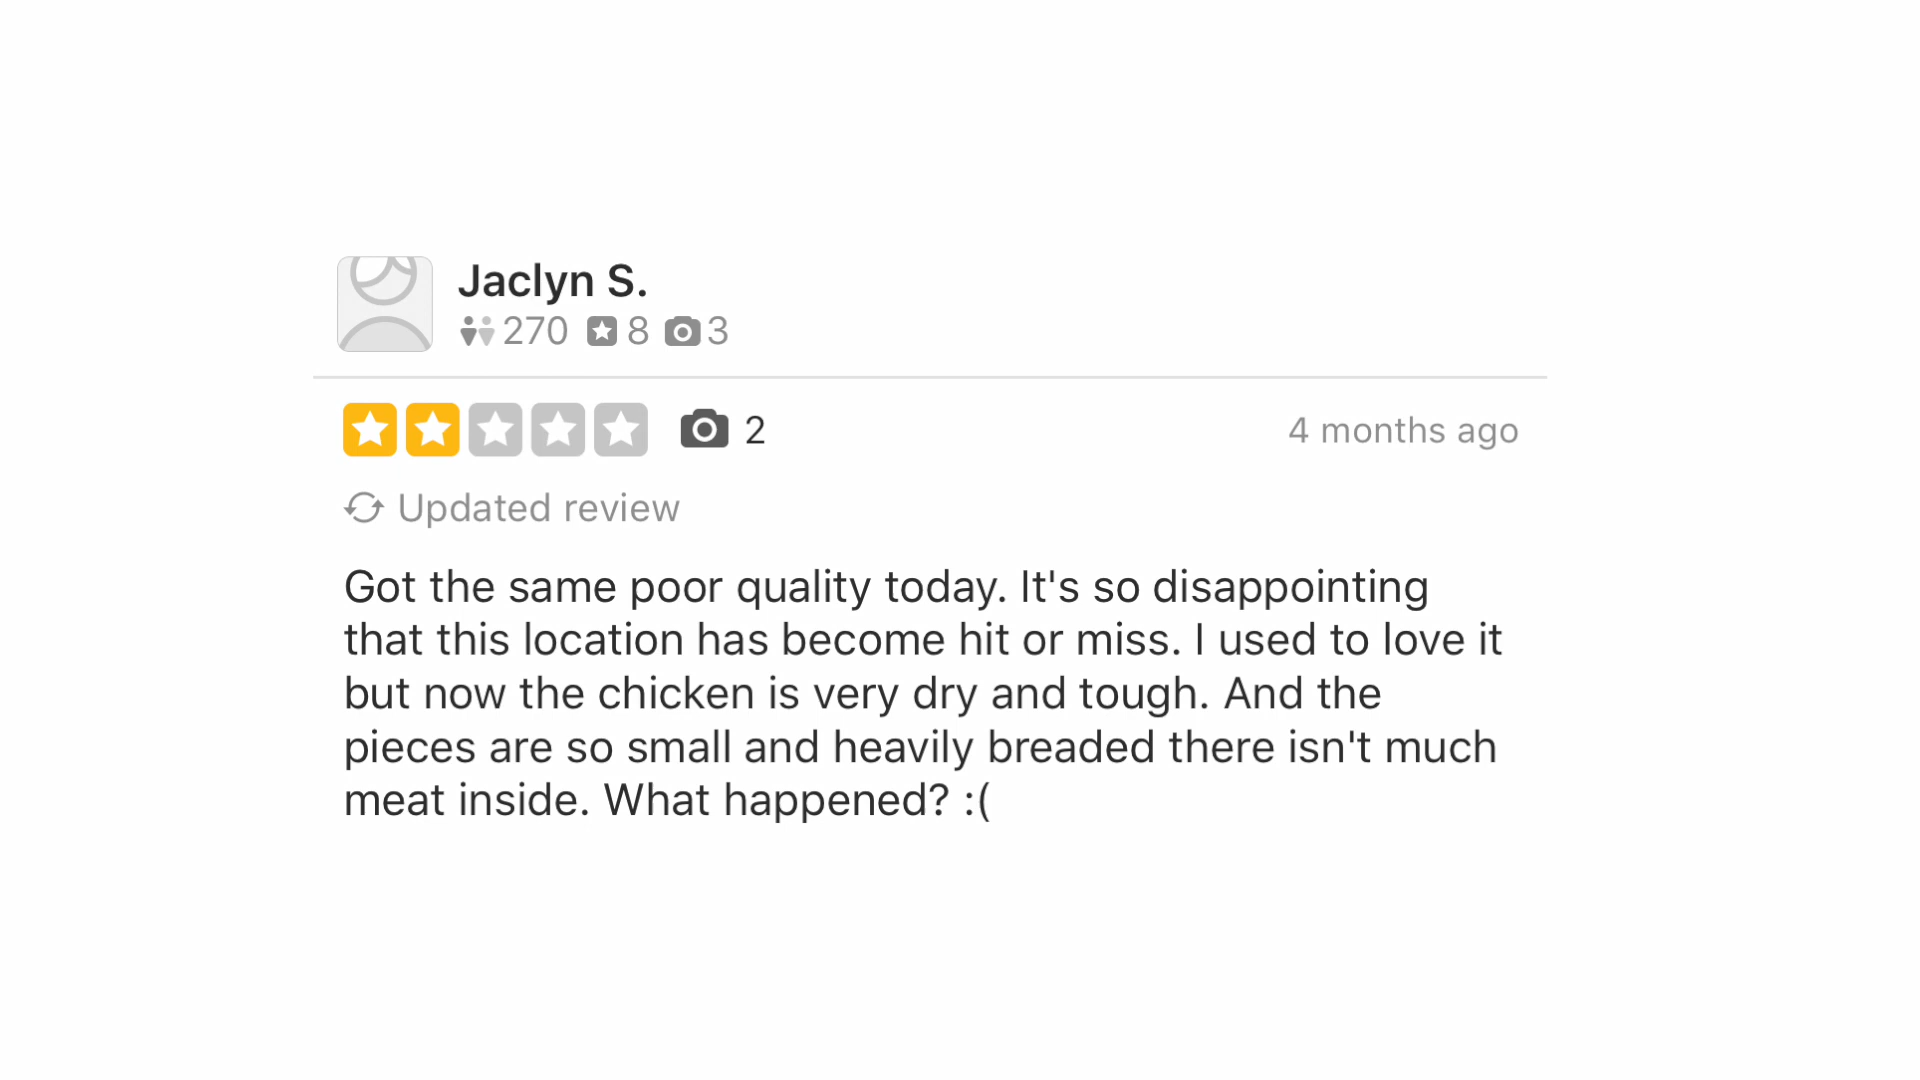 Jaclyn S.
270 8 3
2 4 months ago
Updated review
Got the same poor quality today. It's so disappointing
that this location has become hit or miss. I used to love it
but now the chicken is very dry and tough. And the
pieces are so small and heavily breaded there isn't much
meat inside. What happened? :(